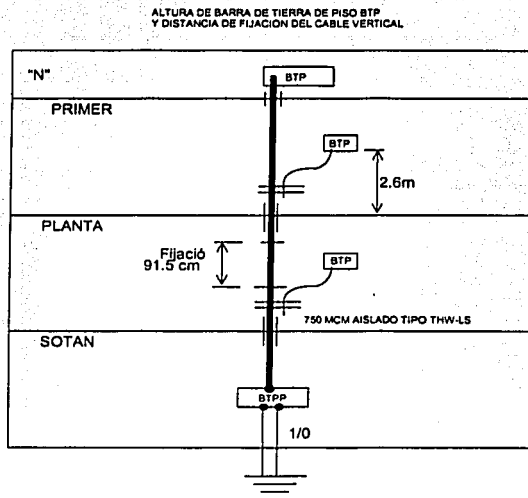 ALTURA DE BARRA DE TIERRA DE PISO BTP
Y DISTANCIA DE FIJACION DEL CABLE VERTICAL
"N"
BTP
PRIMER
BTP
2.6m
PLANTA
Fijació
91.5 cm
BTP
750 MCM AISLADO TIPO THW-LS
SOTAN
BTPP
1/0